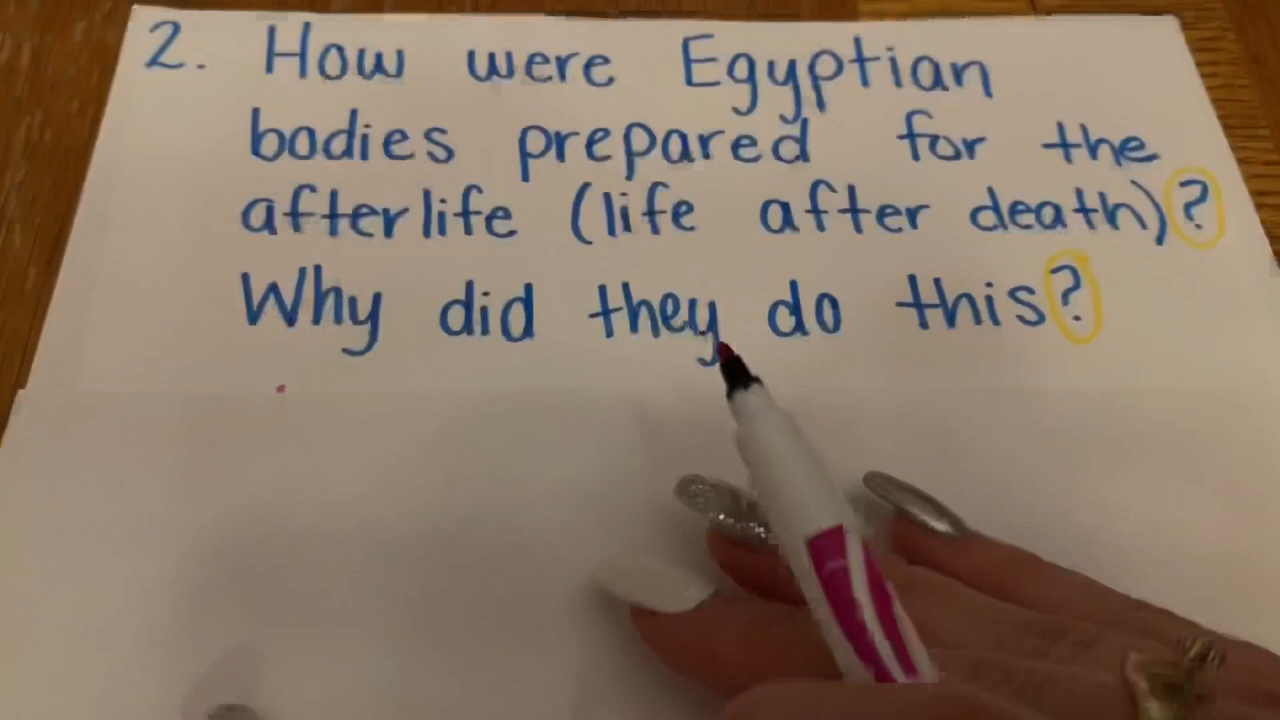 2. How were Egyptian
bodies prepared for the
afterlife (life after death)?
Why did they do this?